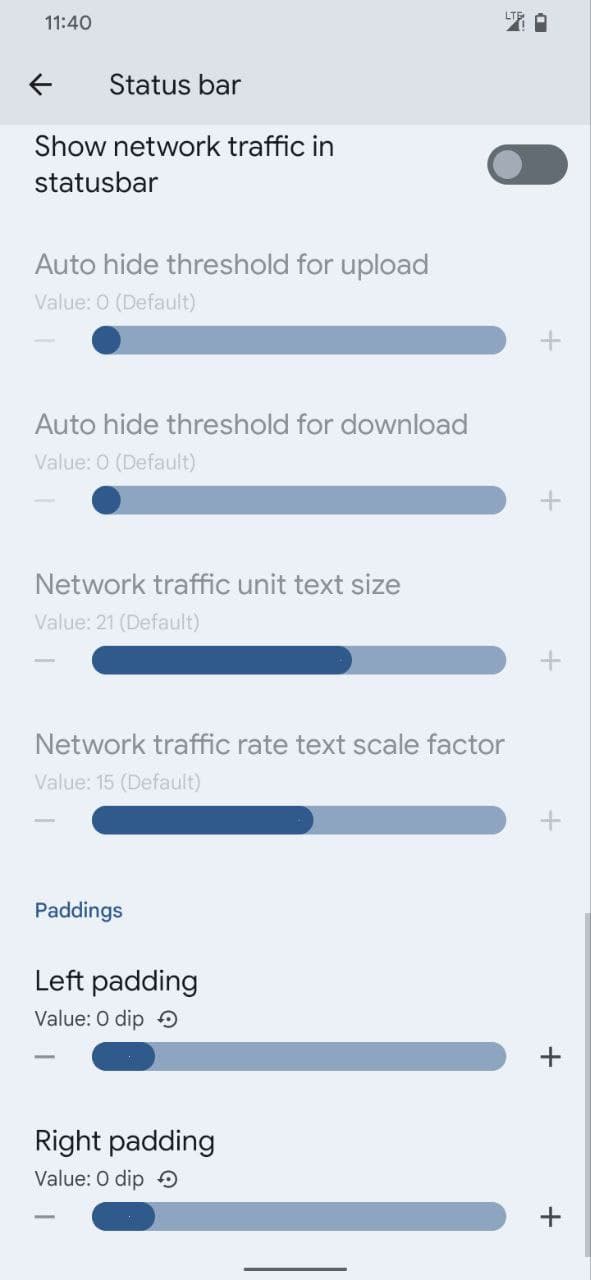 11:40
LTE
Status bar
Show network traffic in
statusbar
Auto hide threshold for upload
Value: 0 (Default)
Auto hide threshold for download
Value: 0 (Default)
Network traffic unit text size
Value: 21 (Default)
Network traffic rate text scale factor
Value: 15 (Default)
Paddings
Left padding
Value: 0 dip
Right padding
Value: 0 dip